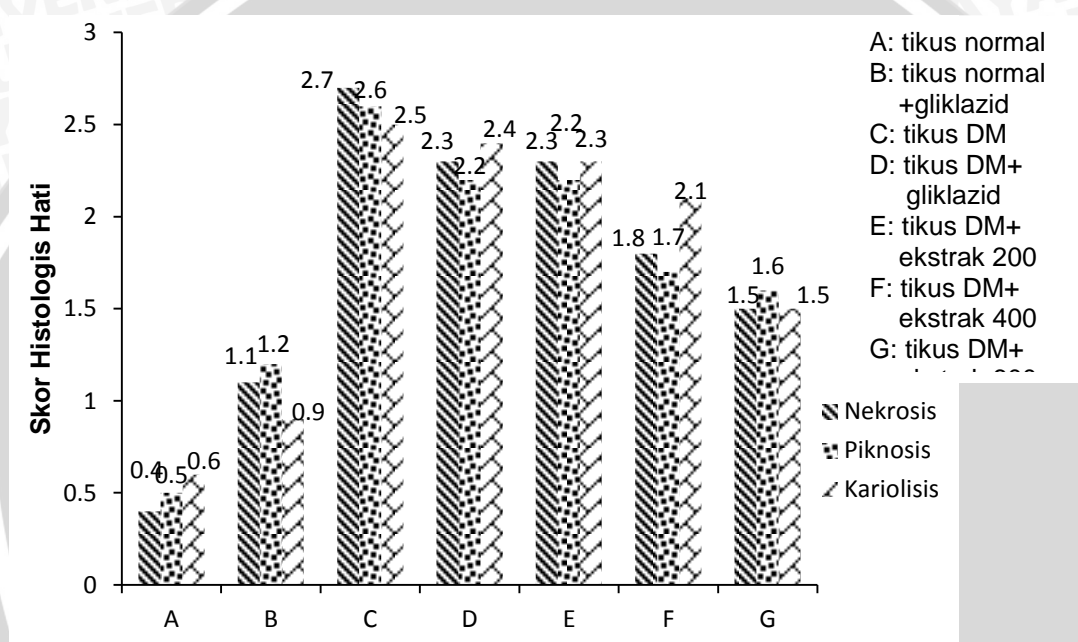 Skor Histologis Hati
3
2.5
2
1.5
1
0.5
0
0.4
0.5
0.6
1.1
1.2
0.9
2.7
2.6
2.5
2.3
2.2
2.4
2.3
2.2
2.3
1.8
1.7
2.1
1.5
1.6
1.5
A
B
C
D
E
F
G
A: tikus normal
B: tikus normal
+gliklazid
C: tikus DM
D: tikus DM+
gliklazid
E: tikus DM+
ekstrak 200
F: tikus DM+
ekstrak 400
G: tikus DM+
Nekrosis
Piknosis
Kariolisis